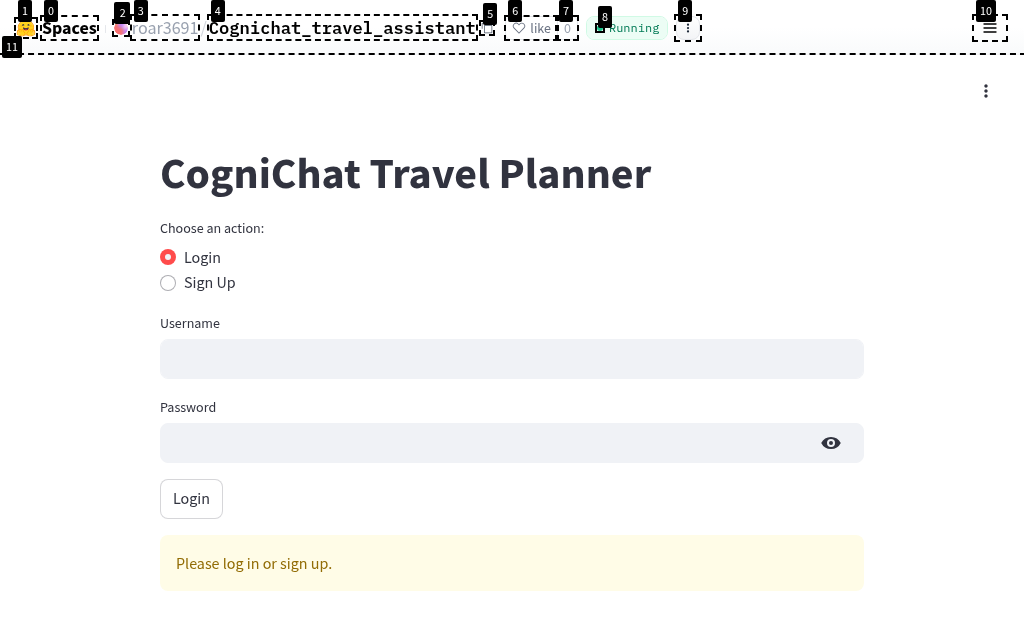 1 0 2 3 4 5 6 7 8 9 10
Spaces roar3691 Cognichat_travel_assistant like 0 Running
11
CogniChat Travel Planner
Choose an action:
Login
Sign Up
Username
Password
Login
Please log in or sign up.